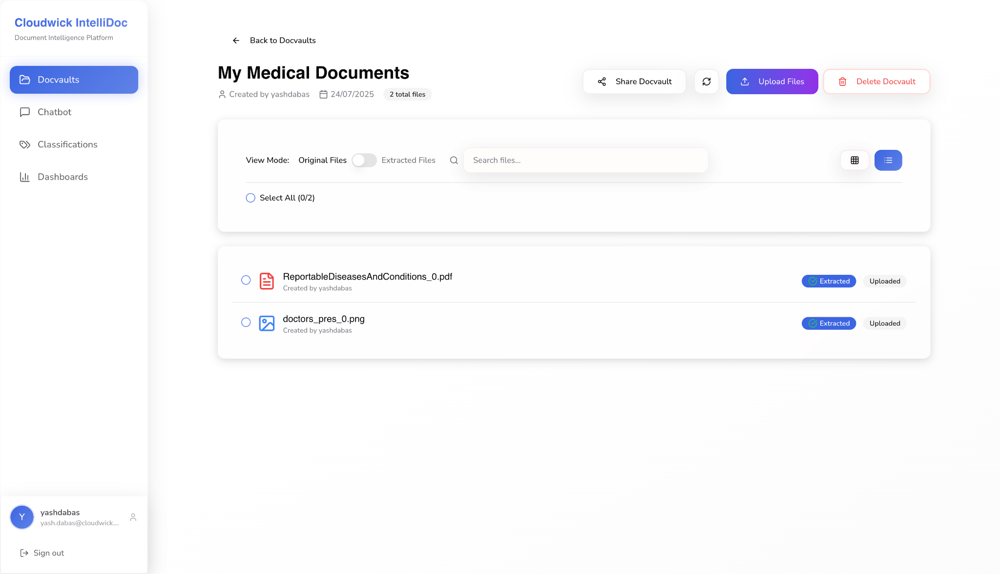 Cloudwick IntelliDoc
Document Intelligence Platform
Docvaults
Chatbot
Classifications
Dashboards
Back to Docvaults
My Medical Documents
Created by yashdabas 24/07/2025 2 total files
Share Docvault Upload Files Delete Docvault
View Mode: Original Files Extracted Files Search files...
Select All (0/2)
ReportableDiseasesAndConditions_0.pdf
Created by yashdabas
Extracted Uploaded
doctors_pres_0.png
Created by yashdabas
Extracted Uploaded
Y
yashdabas
yash.dabas@cloudwick....
Sign out